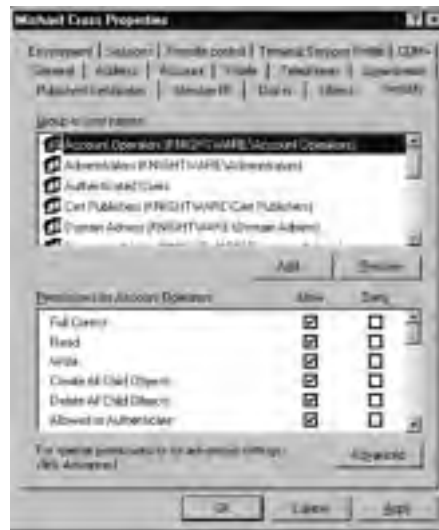 Michael Cross Properties
Environment | Sessions | Remote control | Terminal Services Profile | COM+
General | Address | Account | Profile | Telephones | Organization
Published Certificates | Member Of | Dial-in | Object | Security
Group or user names:
Account Operators (KNIGHTWARE\Account Operators)
Administrators (KNIGHTWARE\Administrators)
Authenticated Users
Cert Publishers (KNIGHTWARE\Cert Publishers)
Domain Admins (KNIGHTWARE\Domain Admins)
Add... Remove
Permissions for Account Operators Allow Deny
Full Control
Read
Write
Create All Child Objects
Delete All Child Objects
Allowed to Authenticate
For special permissions or for advanced settings,
click Advanced. Advanced
OK Cancel Apply